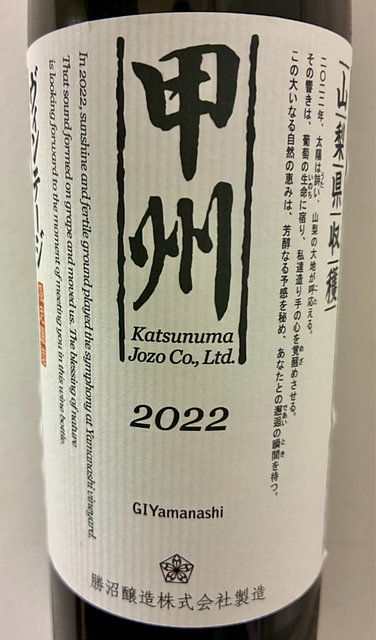 山梨県収穫
二〇二二年、太陽は詩い、山梨の大地が呼応える。
その響きは、葡萄の生命に宿り、私達造り手の心を覚醒めさせる。
この大いなる自然の恵みは、芳醇なる予感を秘め、あなたとの邂逅の瞬間を待つ。
甲州
Katsunuma
Jozo Co., Ltd.
2022
GIYamanashi
勝沼醸造株式会社製造
In 2022, sunshine and fertile ground played the symphony at Yamanashi vineyard.
That sound formed on grape and moved us. The blessing of nature
is looking forward to the moment of meeting you in this wine bottle.
ヴィンテージ